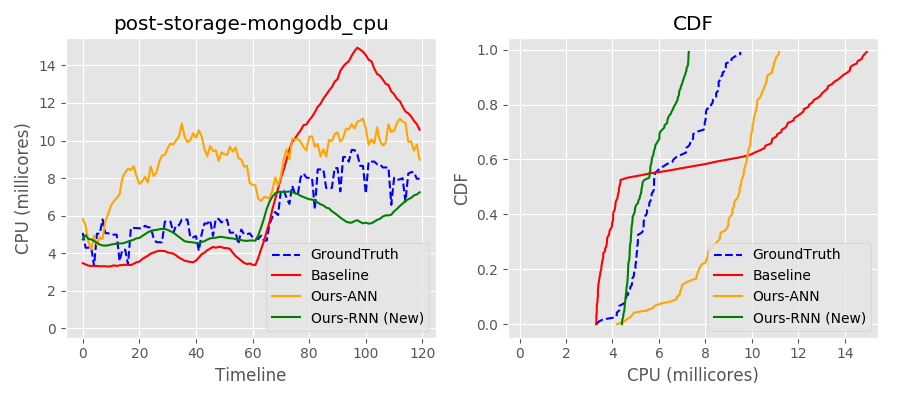 post-storage-mongodb_cpu
CPU (millicores)
14
12
10
8
6
4
2
0
0
20
40
60
80
100
120
Timeline
GroundTruth
Baseline
Ours-ANN
Ours-RNN (New)
CDF
CDF
1.0
0.8
0.6
0.4
0.2
0.0
0
2
4
6
8
10
12
14
CPU (millicores)
GroundTruth
Baseline
Ours-ANN
Ours-RNN (New)